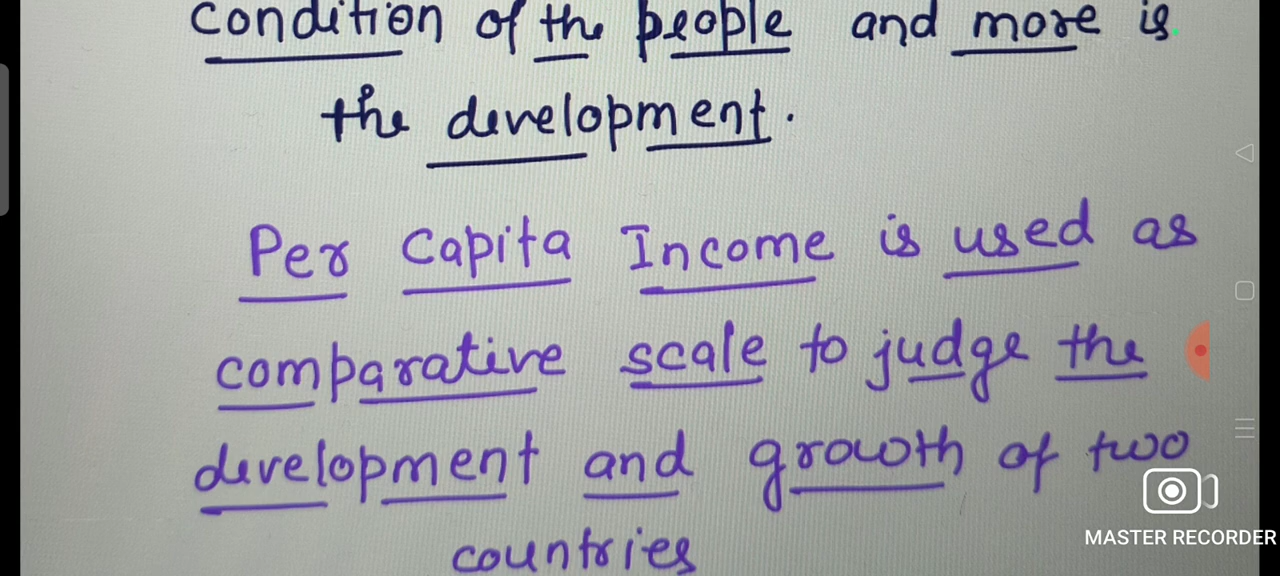 condition of the people and more is
the development.
Per Capita Income is used as
comparative scale to judge the
development and growth of two
countries
MASTER RECORDER